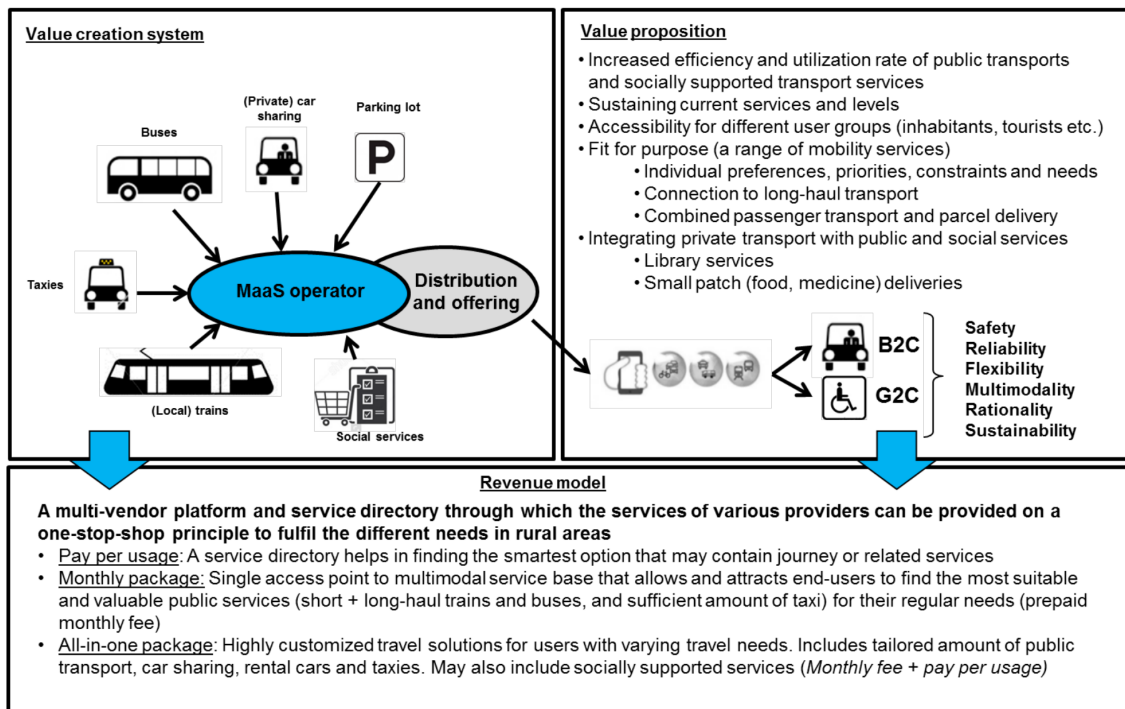 Value creation system
(Private) car
sharing
Parking lot
Buses
P
Taxies
MaaS operator
Distribution
and offering
(Local) trains
Social services
Value proposition
• Increased efficiency and utilization rate of public transports
and socially supported transport services
• Sustaining current services and levels
• Accessibility for different user groups (inhabitants, tourists etc.)
• Fit for purpose (a range of mobility services)
• Individual preferences, priorities, constraints and needs
• Connection to long-haul transport
• Combined passenger transport and parcel delivery
• Integrating private transport with public and social services
• Library services
• Small patch (food, medicine) deliveries
B2C
G2C
Safety
Reliability
Flexibility
Multimodality
Rationality
Sustainability
Revenue model
A multi-vendor platform and service directory through which the services of various providers can be provided on a
one-stop-shop principle to fulfil the different needs in rural areas
• Pay per usage: A service directory helps in finding the smartest option that may contain journey or related services
• Monthly package: Single access point to multimodal service base that allows and attracts end-users to find the most suitable
and valuable public services (short + long-haul trains and buses, and sufficient amount of taxi) for their regular needs (prepaid
monthly fee)
• All-in-one package: Highly customized travel solutions for users with varying travel needs. Includes tailored amount of public
transport, car sharing, rental cars and taxies. May also include socially supported services (Monthly fee + pay per usage)